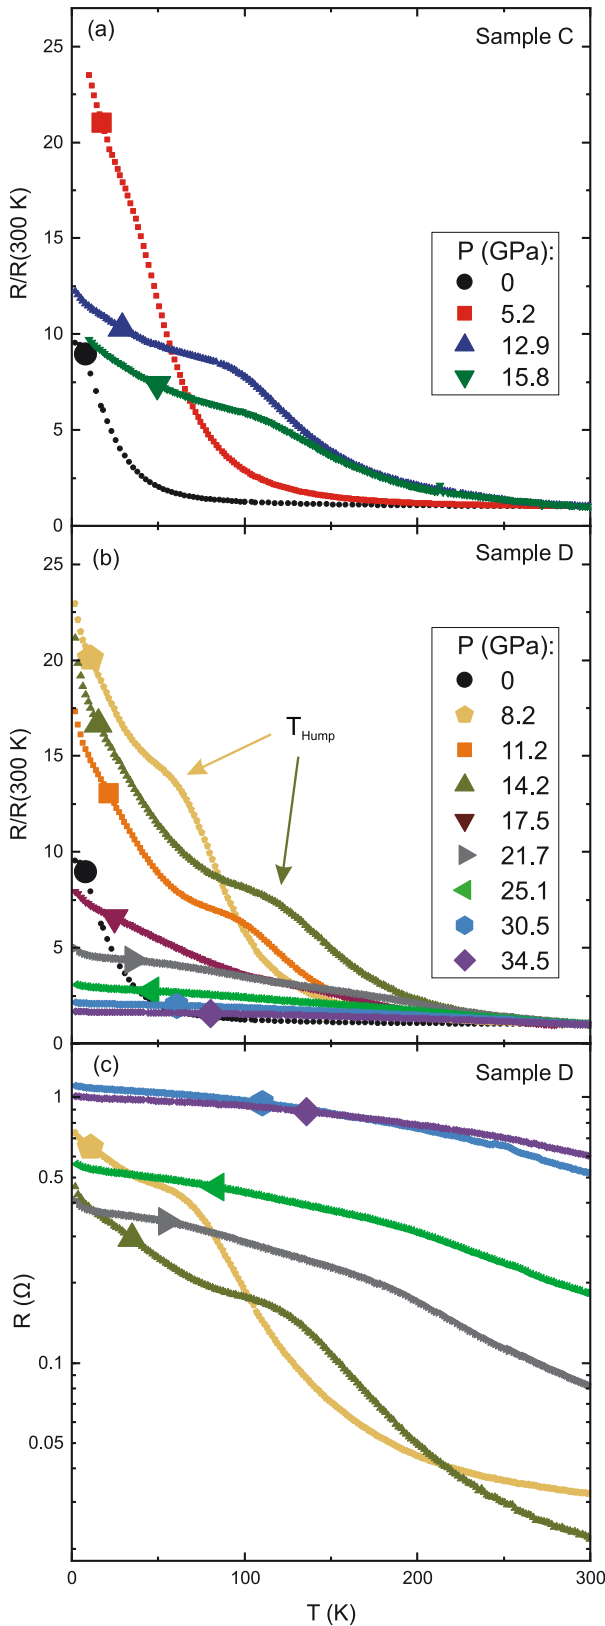 (a)
Sample C
25
20
15
10
5
0
R/R(300 K)
P (GPa):
0
5.2
12.9
15.8
(b)
Sample D
25
20
15
10
5
0
R/R(300 K)
T_Hump
P (GPa):
0
8.2
11.2
14.2
17.5
21.7
25.1
30.5
34.5
(c)
Sample D
1
0.5
0.1
0.05
R (Ω)
0 100 200 300
T (K)